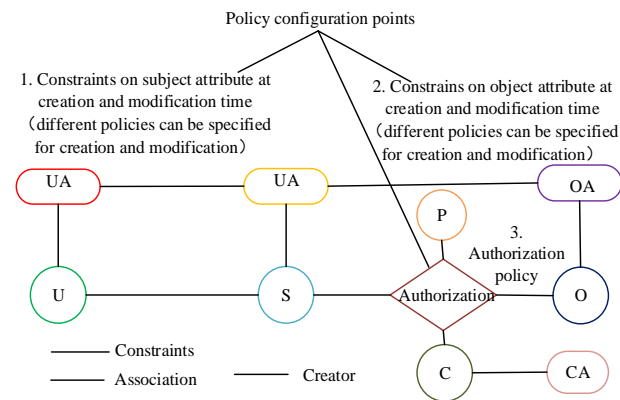 Policy configuration points
1. Constraints on subject attribute at
creation and modification time
(different policies can be specified
for creation and modification)
2. Constrains on object attribute at
creation and modification time
(different policies can be specified
for creation and modification)
UA
UA
OA
P
3.
Authorization
policy
U
S
Authorization
O
Constraints
Association
Creator
C
CA